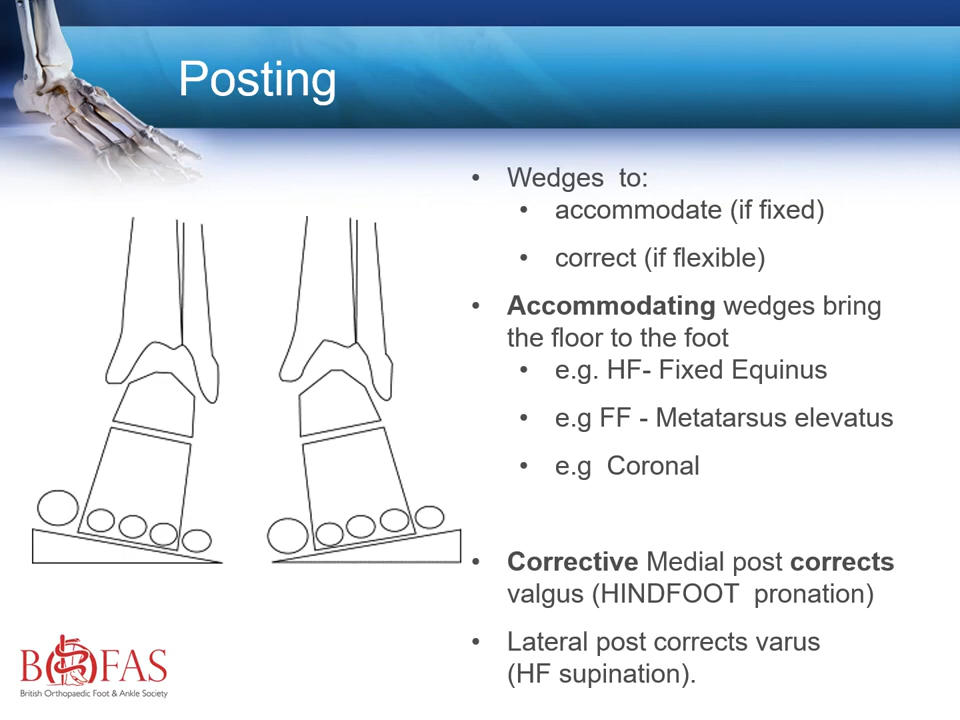 Posting
• Wedges to:
• accommodate (if fixed)
• correct (if flexible)
• Accommodating wedges bring
the floor to the foot
• e.g. HF- Fixed Equinus
• e.g FF - Metatarsus elevatus
• e.g Coronal
• Corrective Medial post corrects
valgus (HINDFOOT pronation)
• Lateral post corrects varus
(HF supination).
BOFAS
British Orthopaedic Foot & Ankle Society